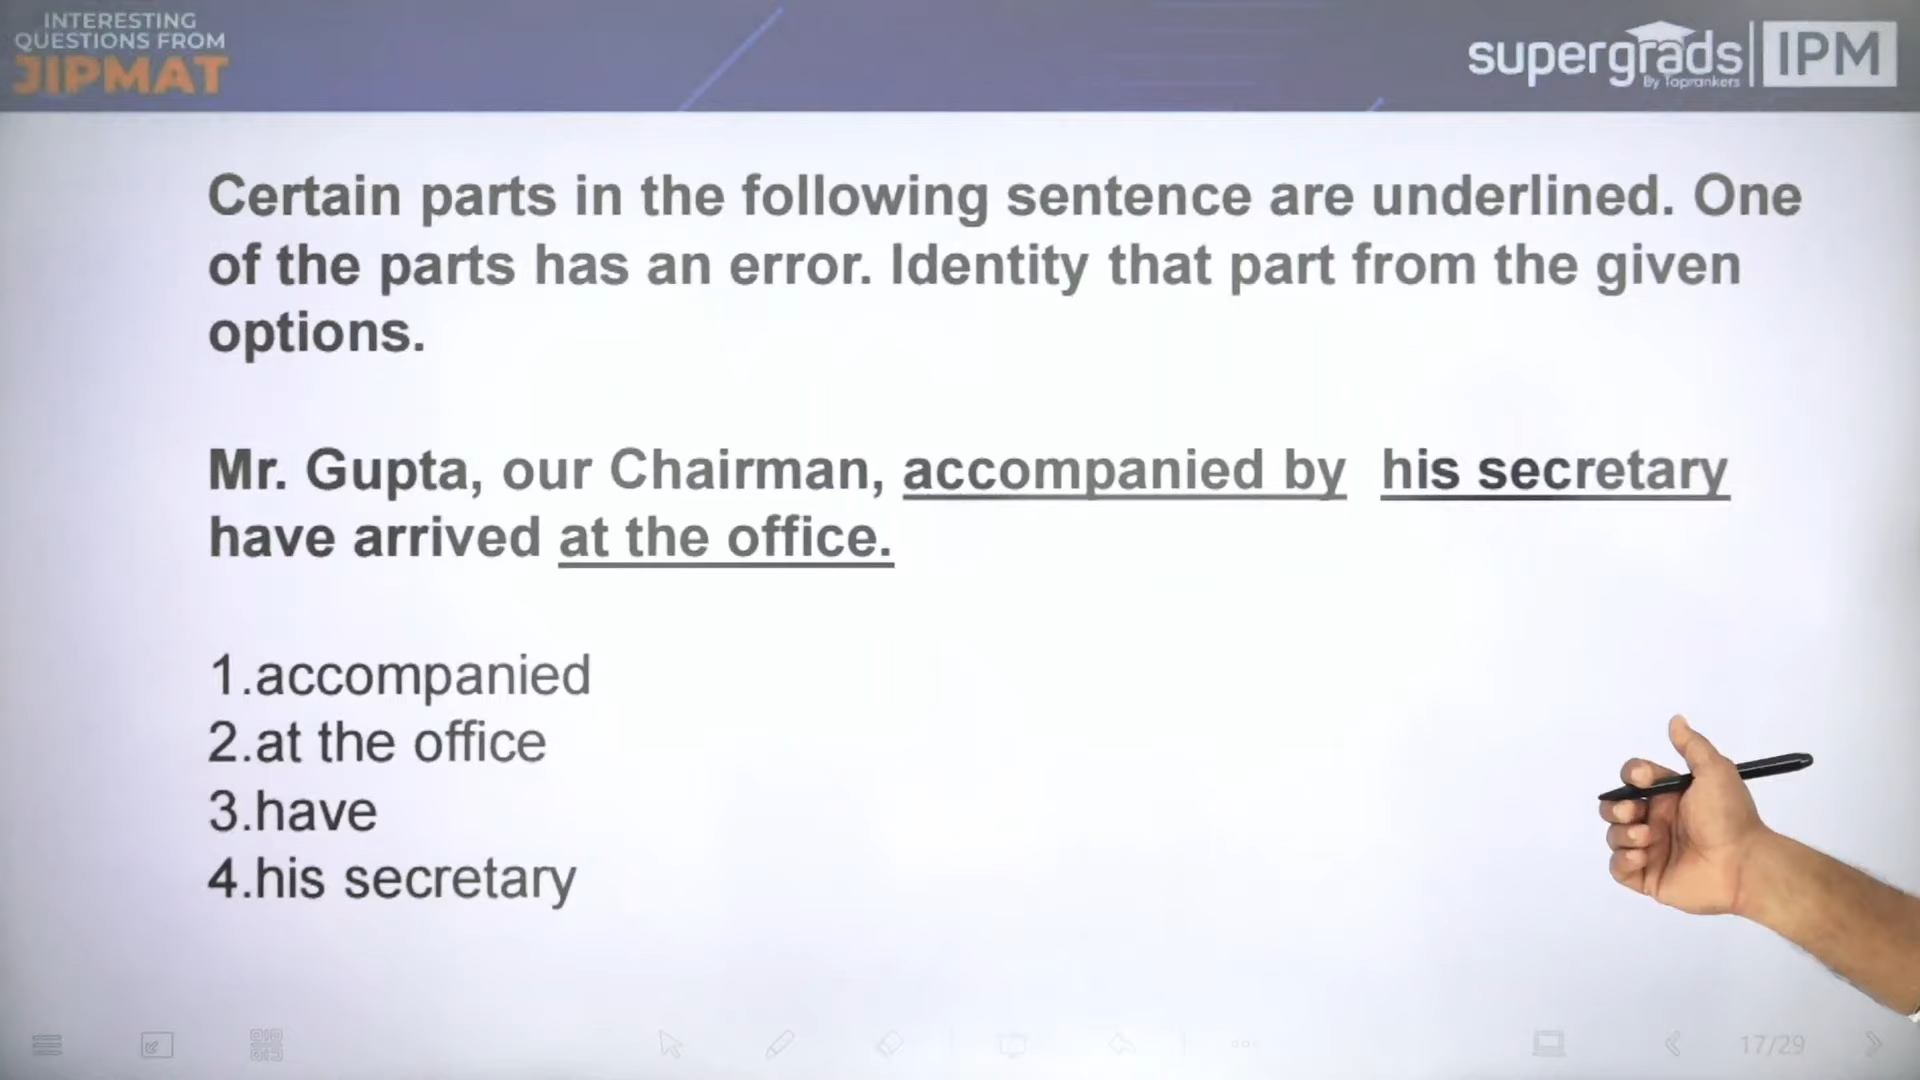 INTERESTING
QUESTIONS FROM
JIPMAT
supergrads
By Toprankers
IPM
Certain parts in the following sentence are underlined. One
of the parts has an error. Identity that part from the given
options.
Mr. Gupta, our Chairman, accompanied by his secretary
have arrived at the office.
1.accompanied
2.at the office
3.have
4.his secretary
17/29